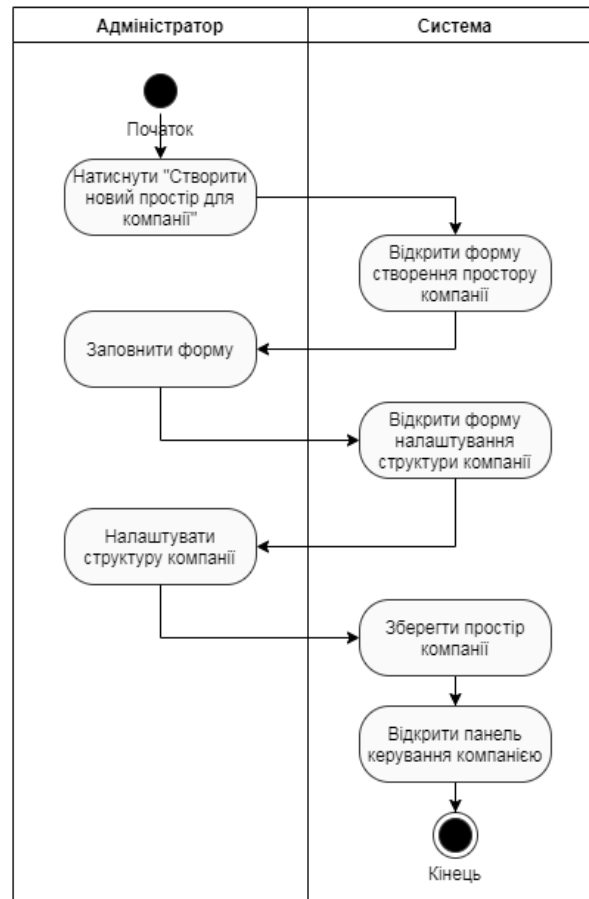 Адміністратор
Система
Початок
Натиснути "Створити
новий простір для
компанії"
Відкрити форму
створення простору
компанії
Заповнити форму
Відкрити форму
налаштування
структури компанії
Налаштувати
структуру компанії
Зберегти простір
компанії
Відкрити панель
керування компанією
Кінець